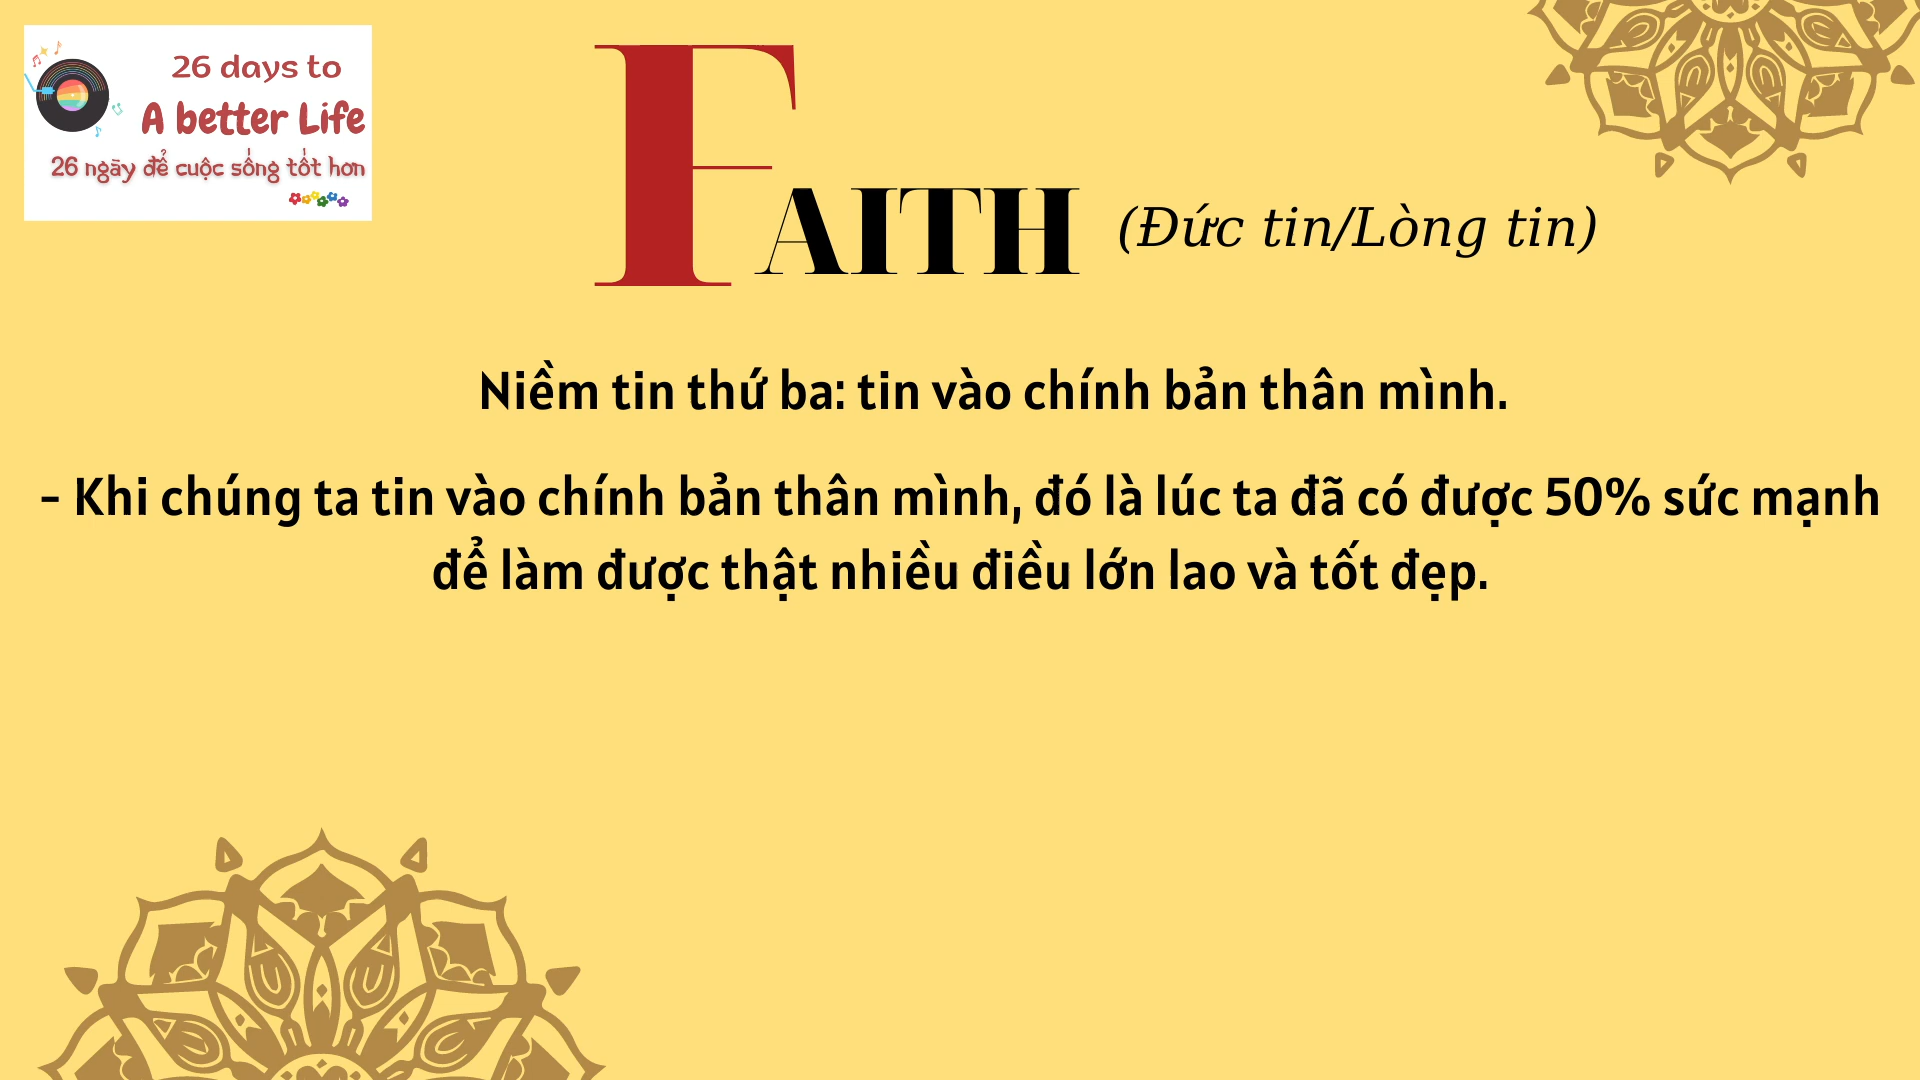 26 days to
A better Life
26 ngày để cuộc sống tốt hơn
FAITH (Đức tin/Lòng tin)
Niềm tin thứ ba: tin vào chính bản thân mình.
- Khi chúng ta tin vào chính bản thân mình, đó là lúc ta đã có được 50% sức mạnh
để làm được thật nhiều điều lớn lao và tốt đẹp.